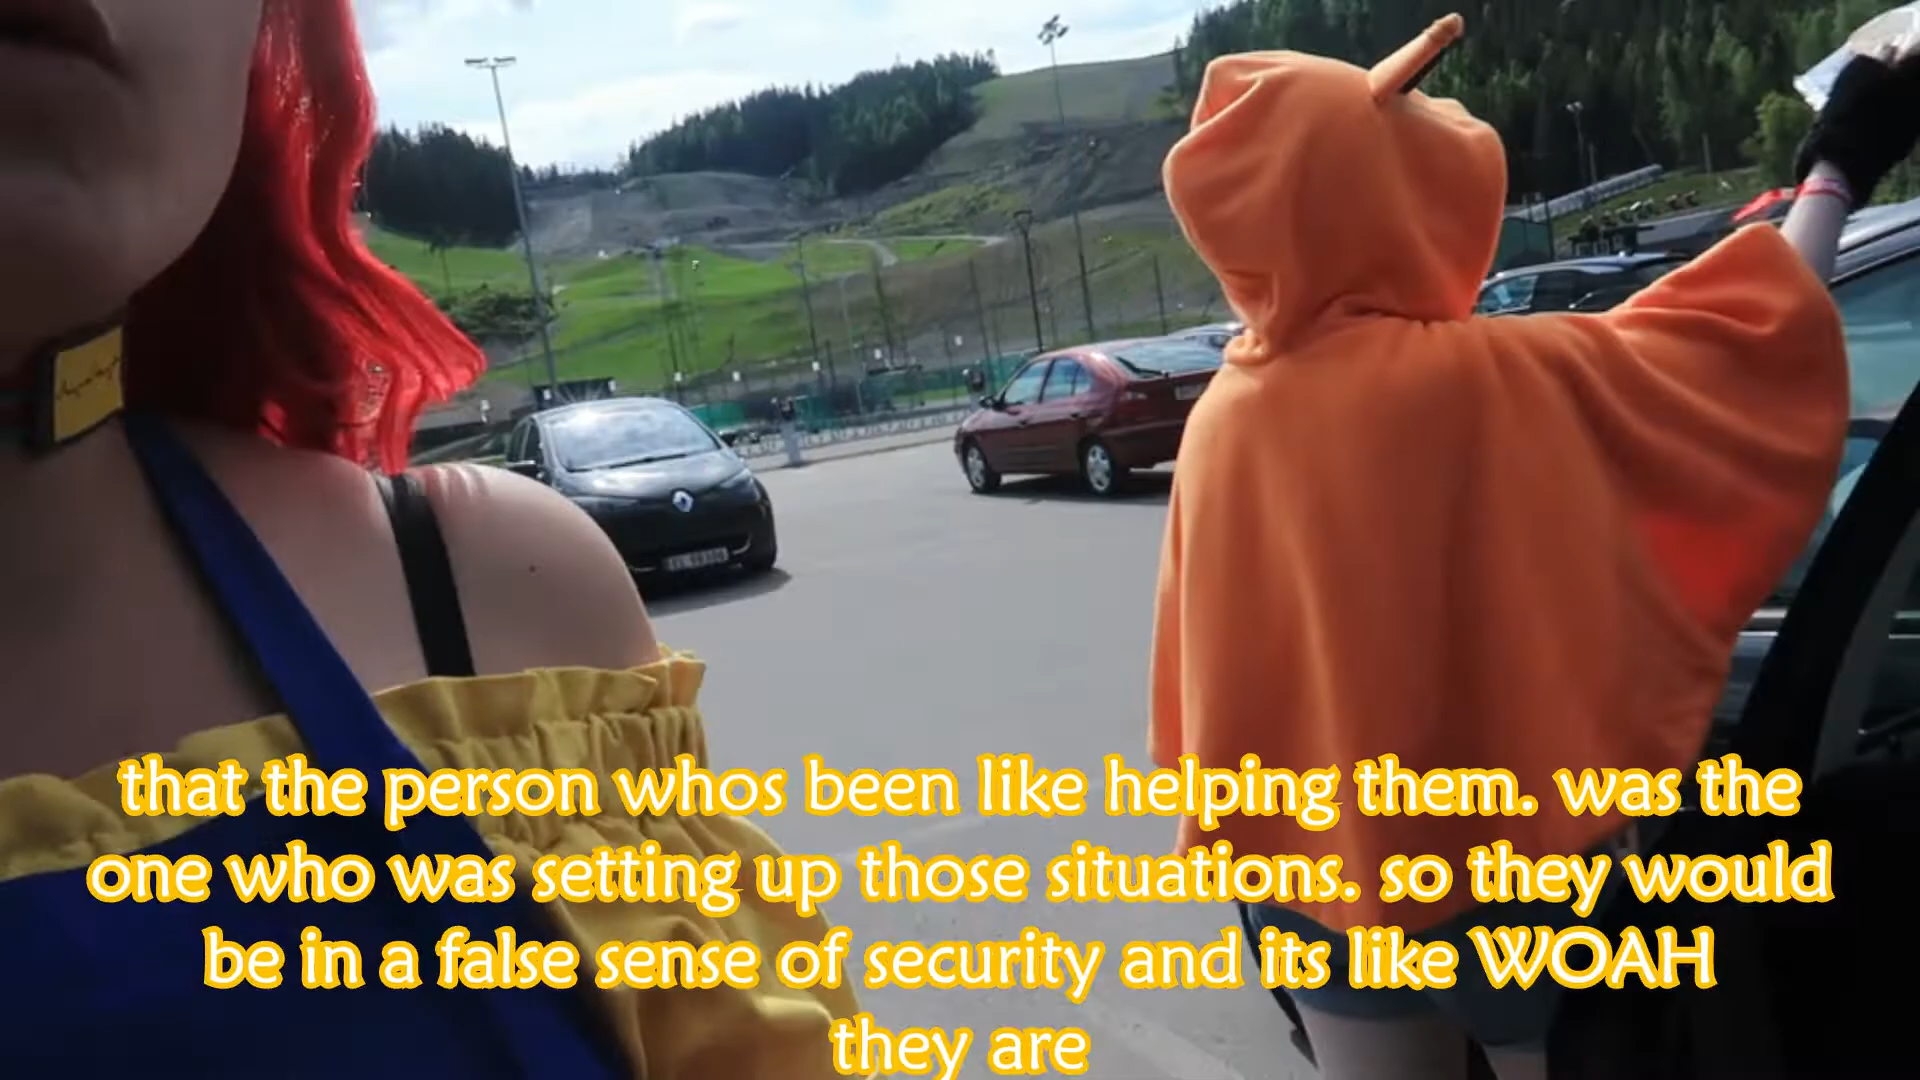 that the person whos been like helping them. was the
one who was setting up those situations. so they would
be in a false sense of security and its like WOAH
they are